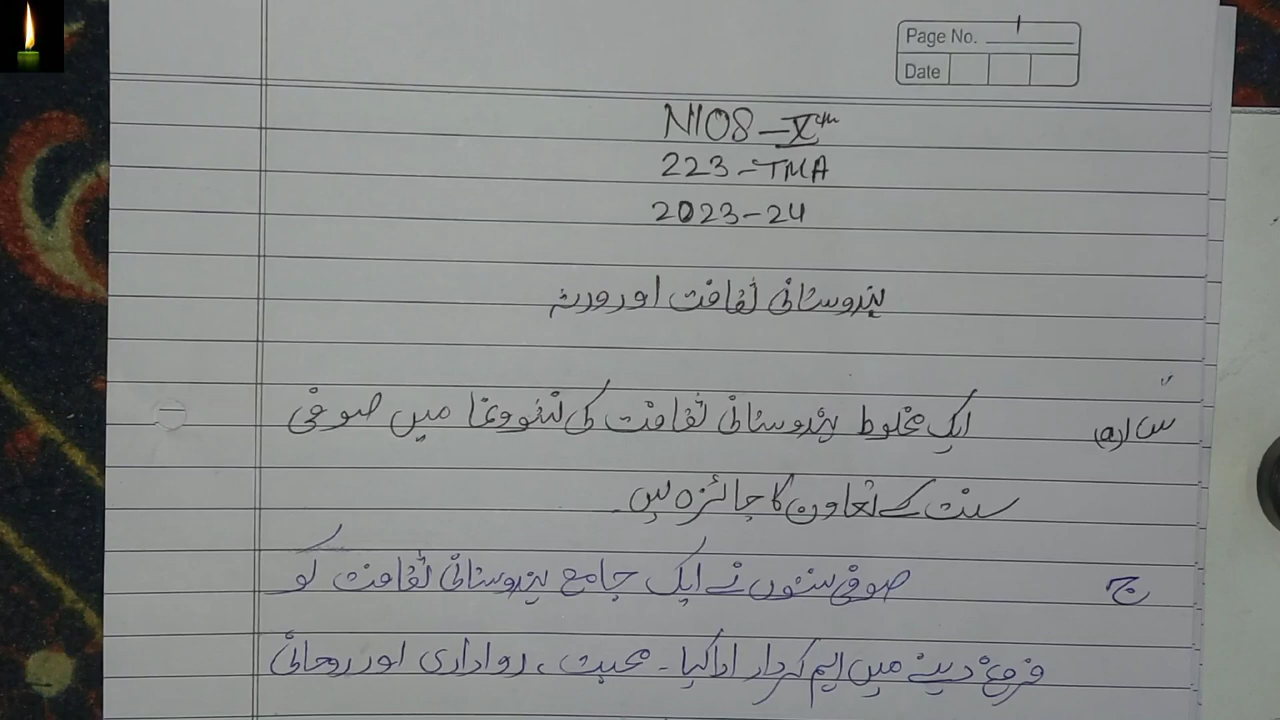 Page No. 1
Date
NIOS-Xth
223-TMA
2023-24
ہندوستانی ثقافت اور ورثہ
س ۱۔(a) ایک مخلوط ہندوستانی ثقافت کی نشوونما میں صوفی
سنت کے تعاون کا جائزہ لیں۔
ج صوفی سنتوں نے ایک جامع ہندوستانی ثقافت کو
فروغ دینے میں اہم کردار ادا کیا۔ محبت، رواداری اور روحانی